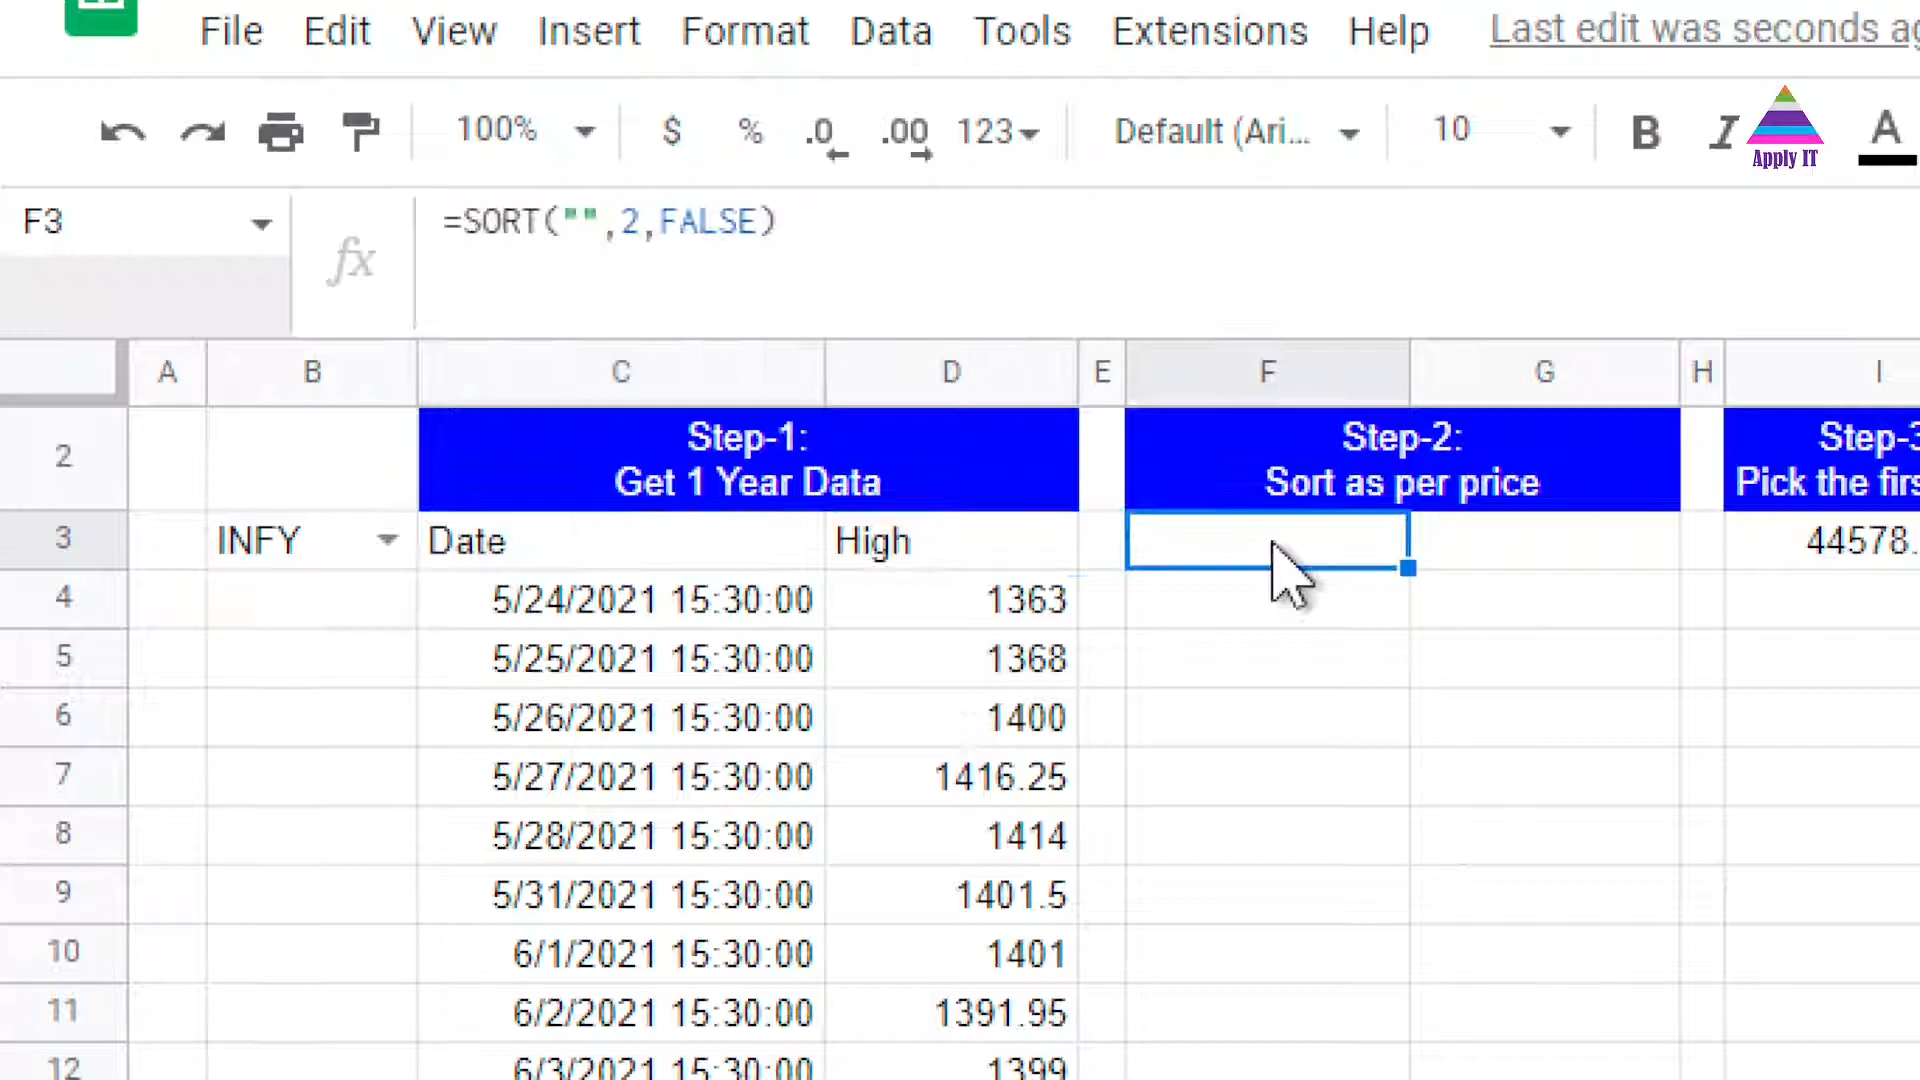 File Edit View Insert Format Data Tools Extensions Help Last edit was seconds
100% $ % .0 .00 123 Default (Ari... 10 B I A
Apply IT
F3 fx =SORT("",2,FALSE)
A B C D E F G H I
2 Step-1: Step-2:
Get 1 Year Data Sort as per price Pick the
3 INFY Date High 44578.
4 5/24/2021 15:30:00 1363
5 5/25/2021 15:30:00 1368
6 5/26/2021 15:30:00 1400
7 5/27/2021 15:30:00 1416.25
8 5/28/2021 15:30:00 1414
9 5/31/2021 15:30:00 1401.5
10 6/1/2021 15:30:00 1401
11 6/2/2021 15:30:00 1391.95
12 6/3/2021 15:30:00 1399